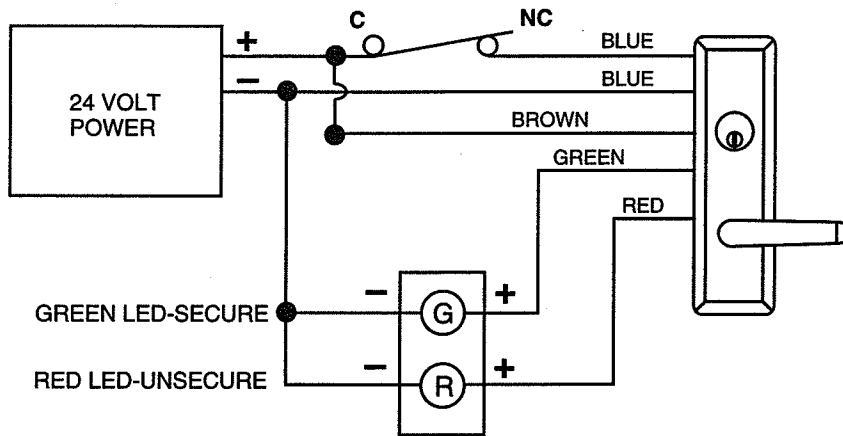 C
NC
+
−
24 VOLT
POWER
BLUE
BLUE
BROWN
GREEN
RED
− +
GREEN LED-SECURE
G
− +
RED LED-UNSECURE
R